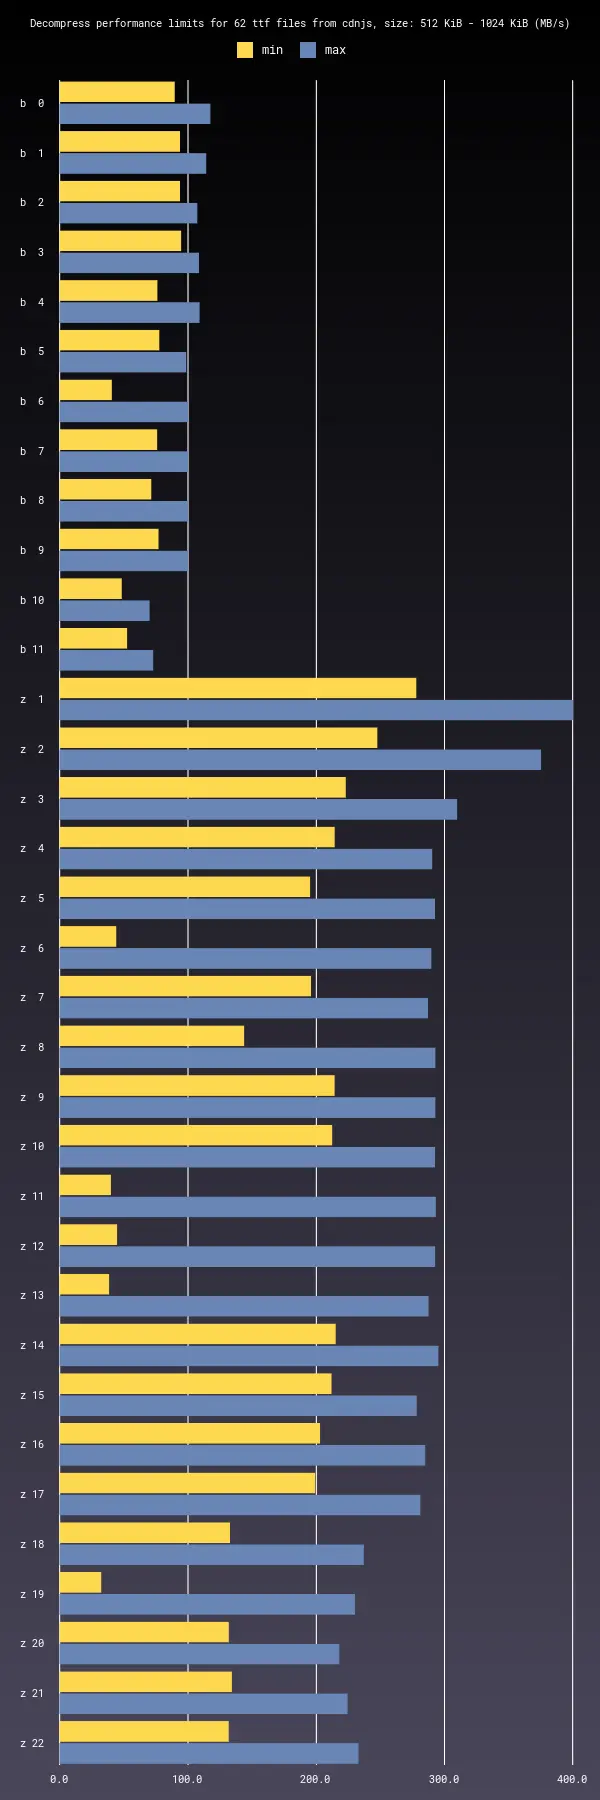 Decompress performance limits for 62 ttf files from cdnjs, size: 512 KiB - 1024 KiB (MB/s)
min max
b 0
b 1
b 2
b 3
b 4
b 5
b 6
b 7
b 8
b 9
b 10
b 11
z 1
z 2
z 3
z 4
z 5
z 6
z 7
z 8
z 9
z 10
z 11
z 12
z 13
z 14
z 15
z 16
z 17
z 18
z 19
z 20
z 21
z 22
0.0 100.0 200.0 300.0 400.0